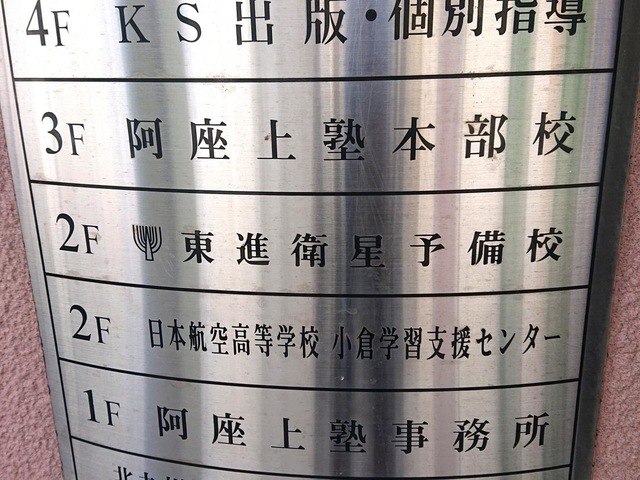 4F KS出版・個別指導
3F 阿座上塾本部校
2F 東進衛星予備校
2F 日本航空高等学校 小倉学習支援センター
1F 阿座上塾事務所